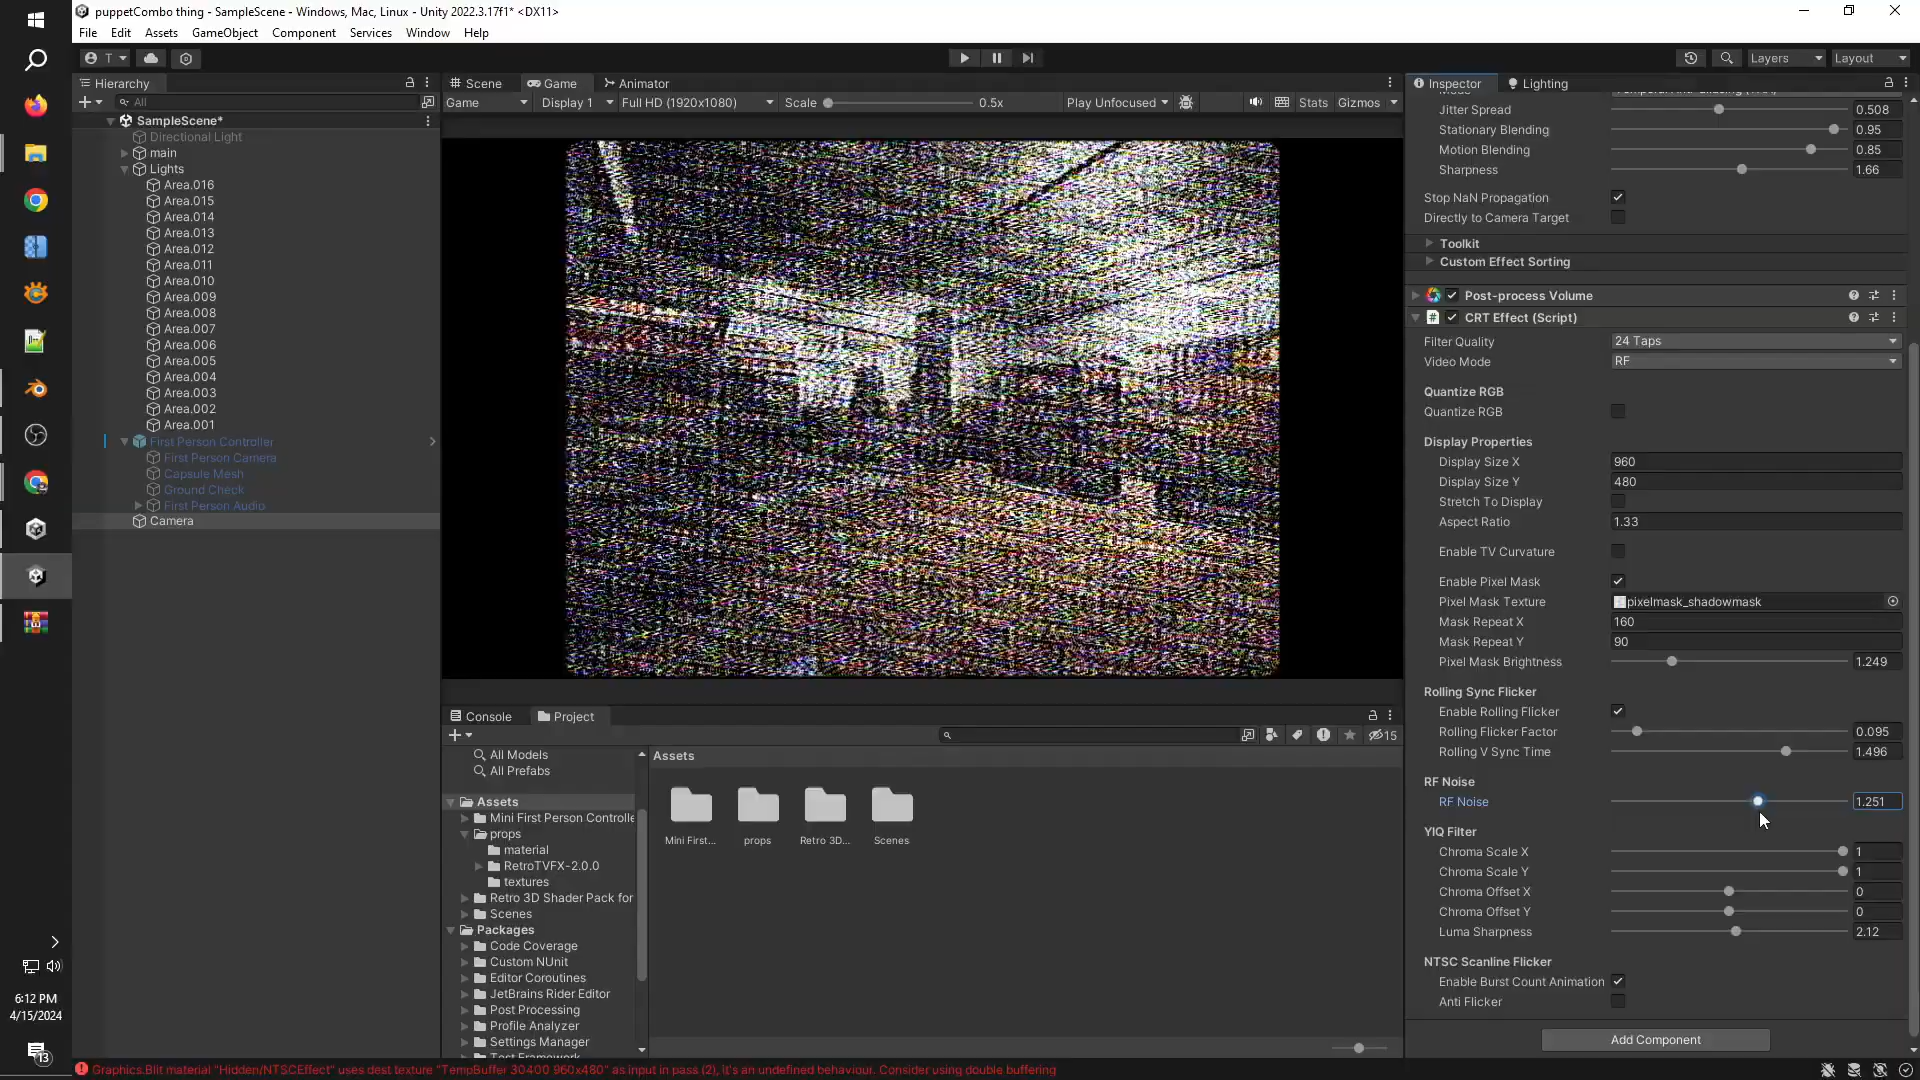 puppetCombo thing - SampleScene - Windows, Mac, Linux - Unity 2022.3.17f1* <DX11>
File Edit Assets GameObject Component Services Window Help
T Layers Layout
Hierarchy Scene Game Animator Inspector Lighting
All Game Display 1 Full HD (1920x1080) Scale 0.5x Play Unfocused Stats Gizmos
SampleScene*
Directional Light
main
Lights
Area.016
Area.015
Area.014
Area.013
Area.012
Area.011
Area.010
Area.009
Area.008
Area.007
Area.006
Area.005
Area.004
Area.003
Area.002
Area.001
First Person Controller
First Person Camera
Capsule Mesh
Ground Check
First Person Audio
Camera
Jitter Spread 0.508
Stationary Blending 0.95
Motion Blending 0.85
Sharpness 1.66
Stop NaN Propagation
Directly to Camera Target
Toolkit
Custom Effect Sorting
Post-process Volume
CRT Effect (Script)
Filter Quality 24 Taps
Video Mode RF
Quantize RGB
Quantize RGB
Display Properties
Display Size X 960
Display Size Y 480
Stretch To Display
Aspect Ratio 1.33
Enable TV Curvature
Enable Pixel Mask
Pixel Mask Texture pixelmask_shadowmask
Mask Repeat X 160
Mask Repeat Y 90
Pixel Mask Brightness 1.249
Rolling Sync Flicker
Enable Rolling Flicker
Rolling Flicker Factor 0.095
Rolling V Sync Time 1.496
RF Noise
RF Noise 1.251
YIQ Filter
Chroma Scale X 1
Chroma Scale Y 1
Chroma Offset X 0
Chroma Offset Y 0
Luma Sharpness 2.12
NTSC Scanline Flicker
Enable Burst Count Animation
Anti Flicker
Add Component
Console Project
15
All Models
All Prefabs
Assets
Mini First Person Controlle
props
material
RetroTVFX-2.0.0
textures
Retro 3D Shader Pack for
Scenes
Packages
Code Coverage
Custom NUnit
Editor Coroutines
JetBrains Rider Editor
Post Processing
Profile Analyzer
Settings Manager
Assets
Mini First... props Retro 3D... Scenes
6:12 PM
4/15/2024
13
Graphics.Blit material "Hidden/NTSCEffect" uses dest texture "TempBuffer 30400 960x480" as input in pass (2), it's an undefined behaviour. Consider using double buffering